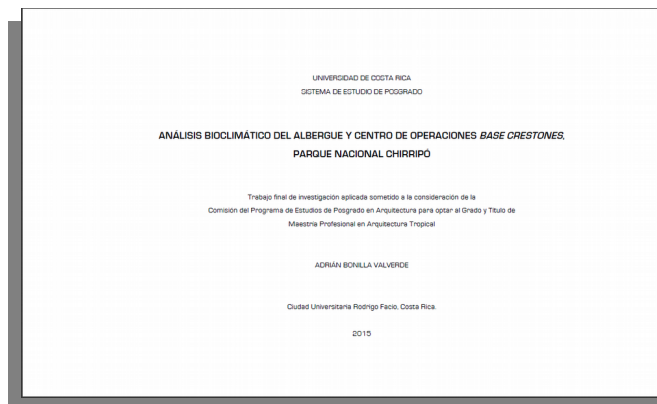 UNIVERSIDAD DE COSTA RICA
SISTEMA DE ESTUDIO DE POSGRADO
ANÁLISIS BIOCLIMÁTICO DEL ALBERGUE Y CENTRO DE OPERACIONES BASE CRESTONES,
PARQUE NACIONAL CHIRRIPÓ
Trabajo final de investigación aplicada sometido a la consideración de la
Comisión del Programa de Estudios de Posgrado en Arquitectura para optar al Grado y Título de
Maestría Profesional en Arquitectura Tropical
ADRIÁN BONILLA VALVERDE
Ciudad Universitaria Rodrigo Facio, Costa Rica.
2015